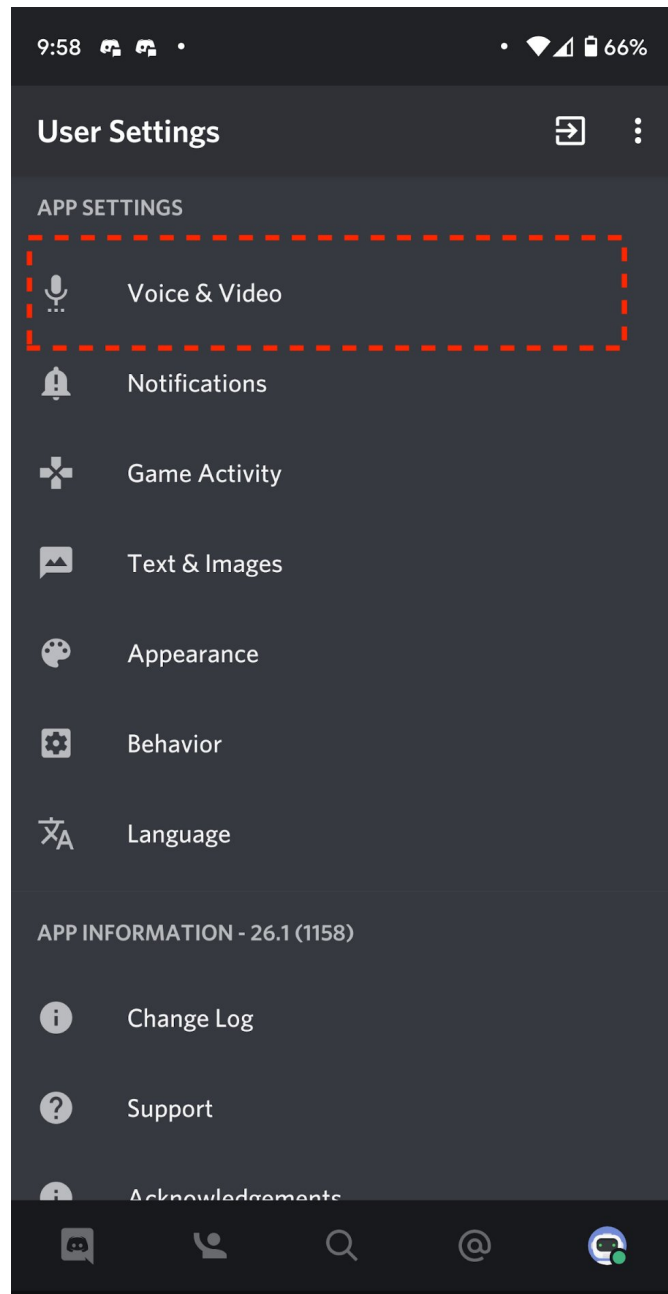 9:58
66%
User Settings
APP SETTINGS
Voice & Video
Notifications
Game Activity
Text & Images
Appearance
Behavior
Language
APP INFORMATION - 26.1 (1158)
Change Log
Support
Acknowledgements